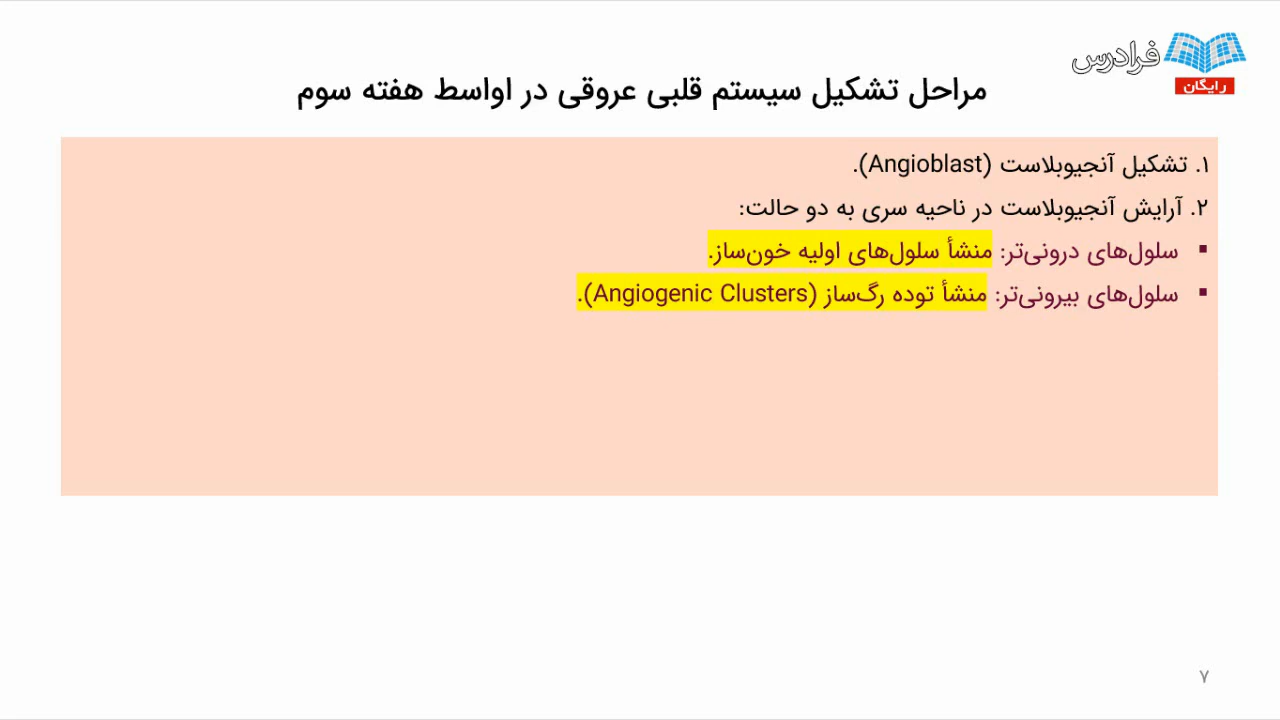 فرادرس
رایگان
مراحل تشکیل سیستم قلبی عروقی در اواسط هفته سوم
۱. تشکیل آنجیوبلاست (Angioblast).
۲. آرایش آنجیوبلاست در ناحیه سری به دو حالت:
▪ سلول‌های درونی‌تر: منشأ سلول‌های اولیه خون‌ساز.
▪ سلول‌های بیرونی‌تر: منشأ توده رگ‌ساز (Angiogenic Clusters).
۷